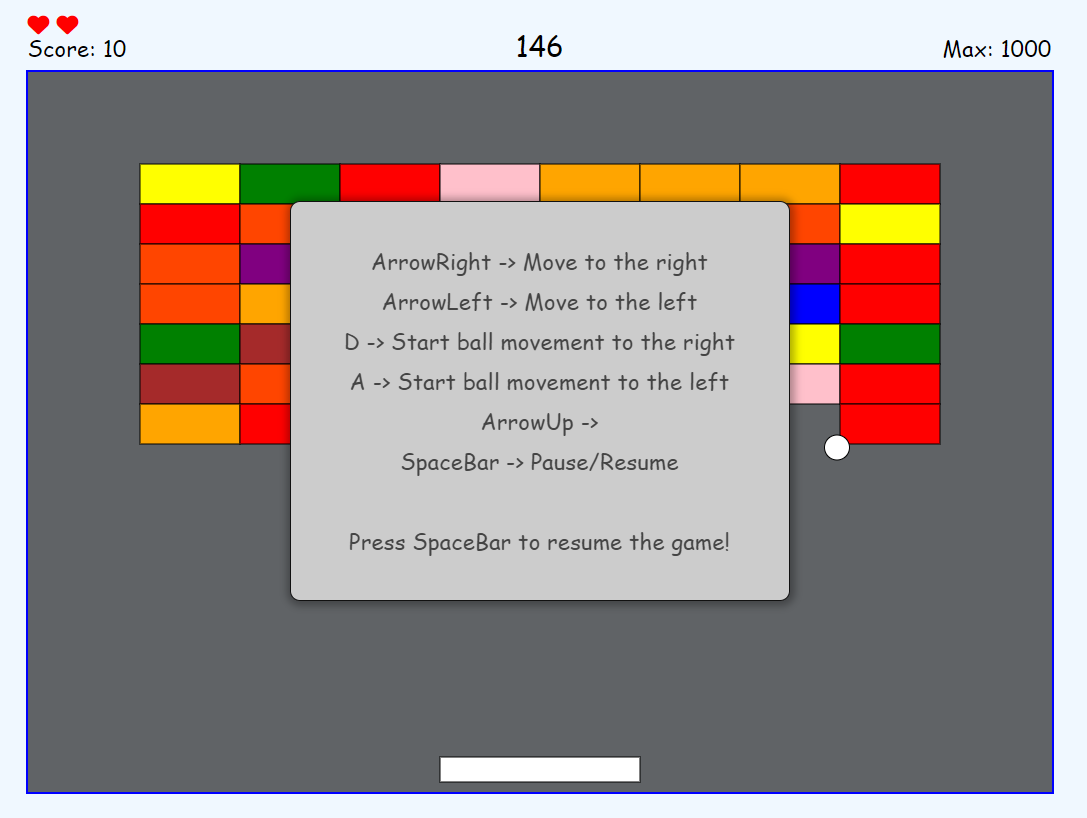 Score: 10
146
Max: 1000
ArrowRight -> Move to the right
ArrowLeft -> Move to the left
D -> Start ball movement to the right
A -> Start ball movement to the left
ArrowUp ->
SpaceBar -> Pause/Resume
Press SpaceBar to resume the game!